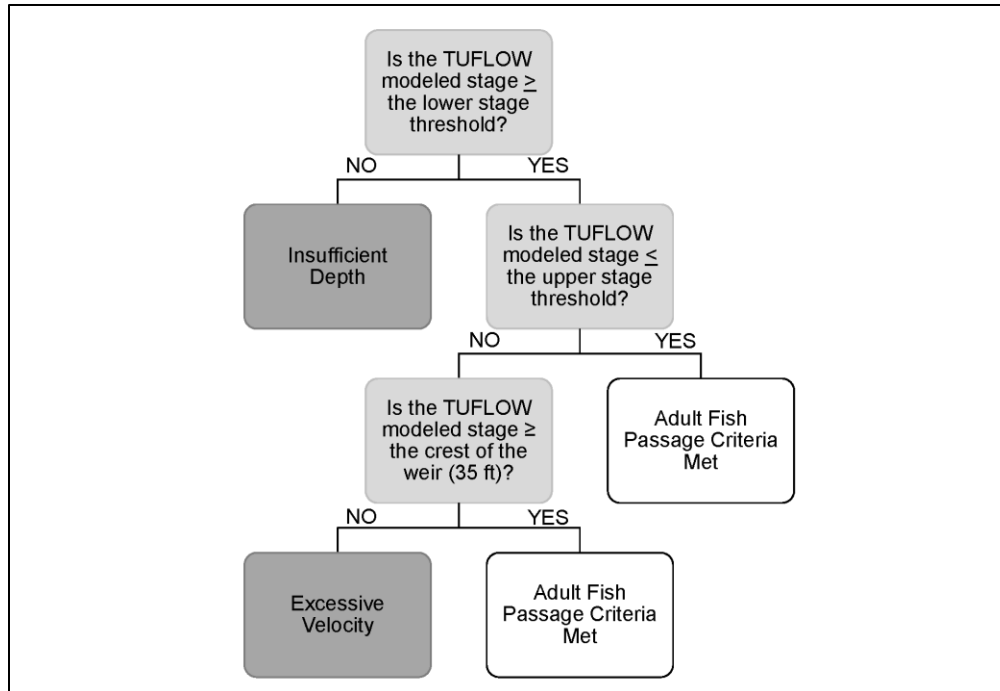 Is the TUFLOW
modeled stage ≥
the lower stage
threshold?
NO
YES
Insufficient
Depth
Is the TUFLOW
modeled stage ≤
the upper stage
threshold?
NO
YES
Is the TUFLOW
modeled stage ≥
the crest of the
weir (35 ft)?
Adult Fish
Passage Criteria
Met
NO
YES
Excessive
Velocity
Adult Fish
Passage Criteria
Met